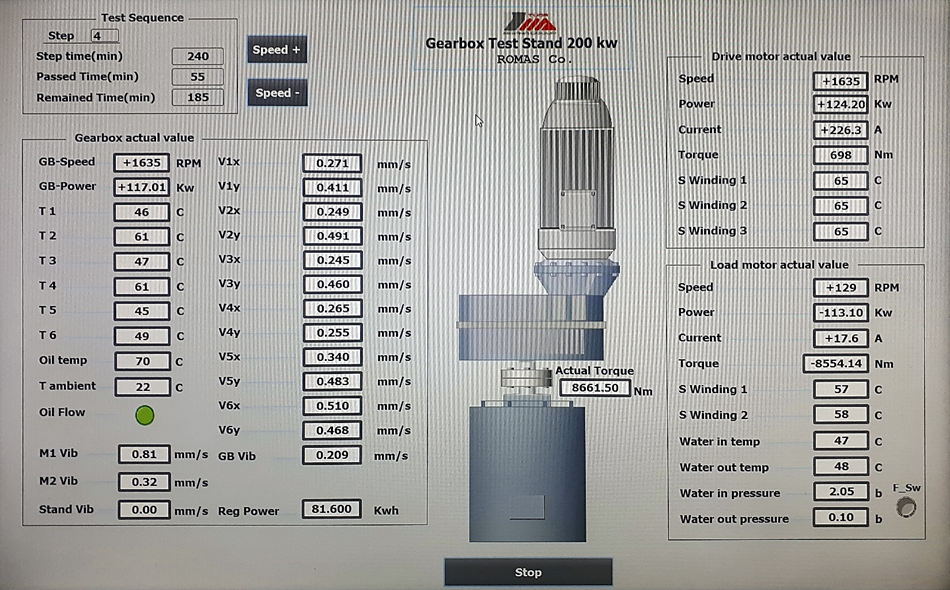 Test Sequence
Step 4
Step time(min) 240
Passed Time(min) 55
Remained Time(min) 185
Speed +
Speed -
Gearbox Test Stand 200 kw
ROMAS Co.
Gearbox actual value
GB-Speed +1635 RPM
GB-Power +117.01 Kw
T 1 46 C
T 2 61 C
T 3 47 C
T 4 61 C
T 5 45 C
T 6 49 C
Oil temp 70 C
T ambient 22 C
Oil Flow
M1 Vib 0.81 mm/s
M2 Vib 0.32 mm/s
Stand Vib 0.00 mm/s
V1x 0.271 mm/s
V1y 0.411 mm/s
V2x 0.249 mm/s
V2y 0.491 mm/s
V3x 0.245 mm/s
V3y 0.460 mm/s
V4x 0.265 mm/s
V4y 0.255 mm/s
V5x 0.340 mm/s
V5y 0.483 mm/s
V6x 0.510 mm/s
V6y 0.468 mm/s
GB Vib 0.209 mm/s
Reg Power 81.600 Kwh
Actual Torque
8661.50 Nm
Drive motor actual value
Speed +1635 RPM
Power +124.20 Kw
Current +226.3 A
Torque 698 Nm
S Winding 1 65 C
S Winding 2 65 C
S Winding 3 65 C
Load motor actual value
Speed +129 RPM
Power -113.10 Kw
Current +17.6 A
Torque -8554.14 Nm
S Winding 1 57 C
S Winding 2 58 C
Water in temp 47 C
Water out temp 48 C
Water in pressure 2.05 b
Water out pressure 0.10 b
F_Sw
Stop